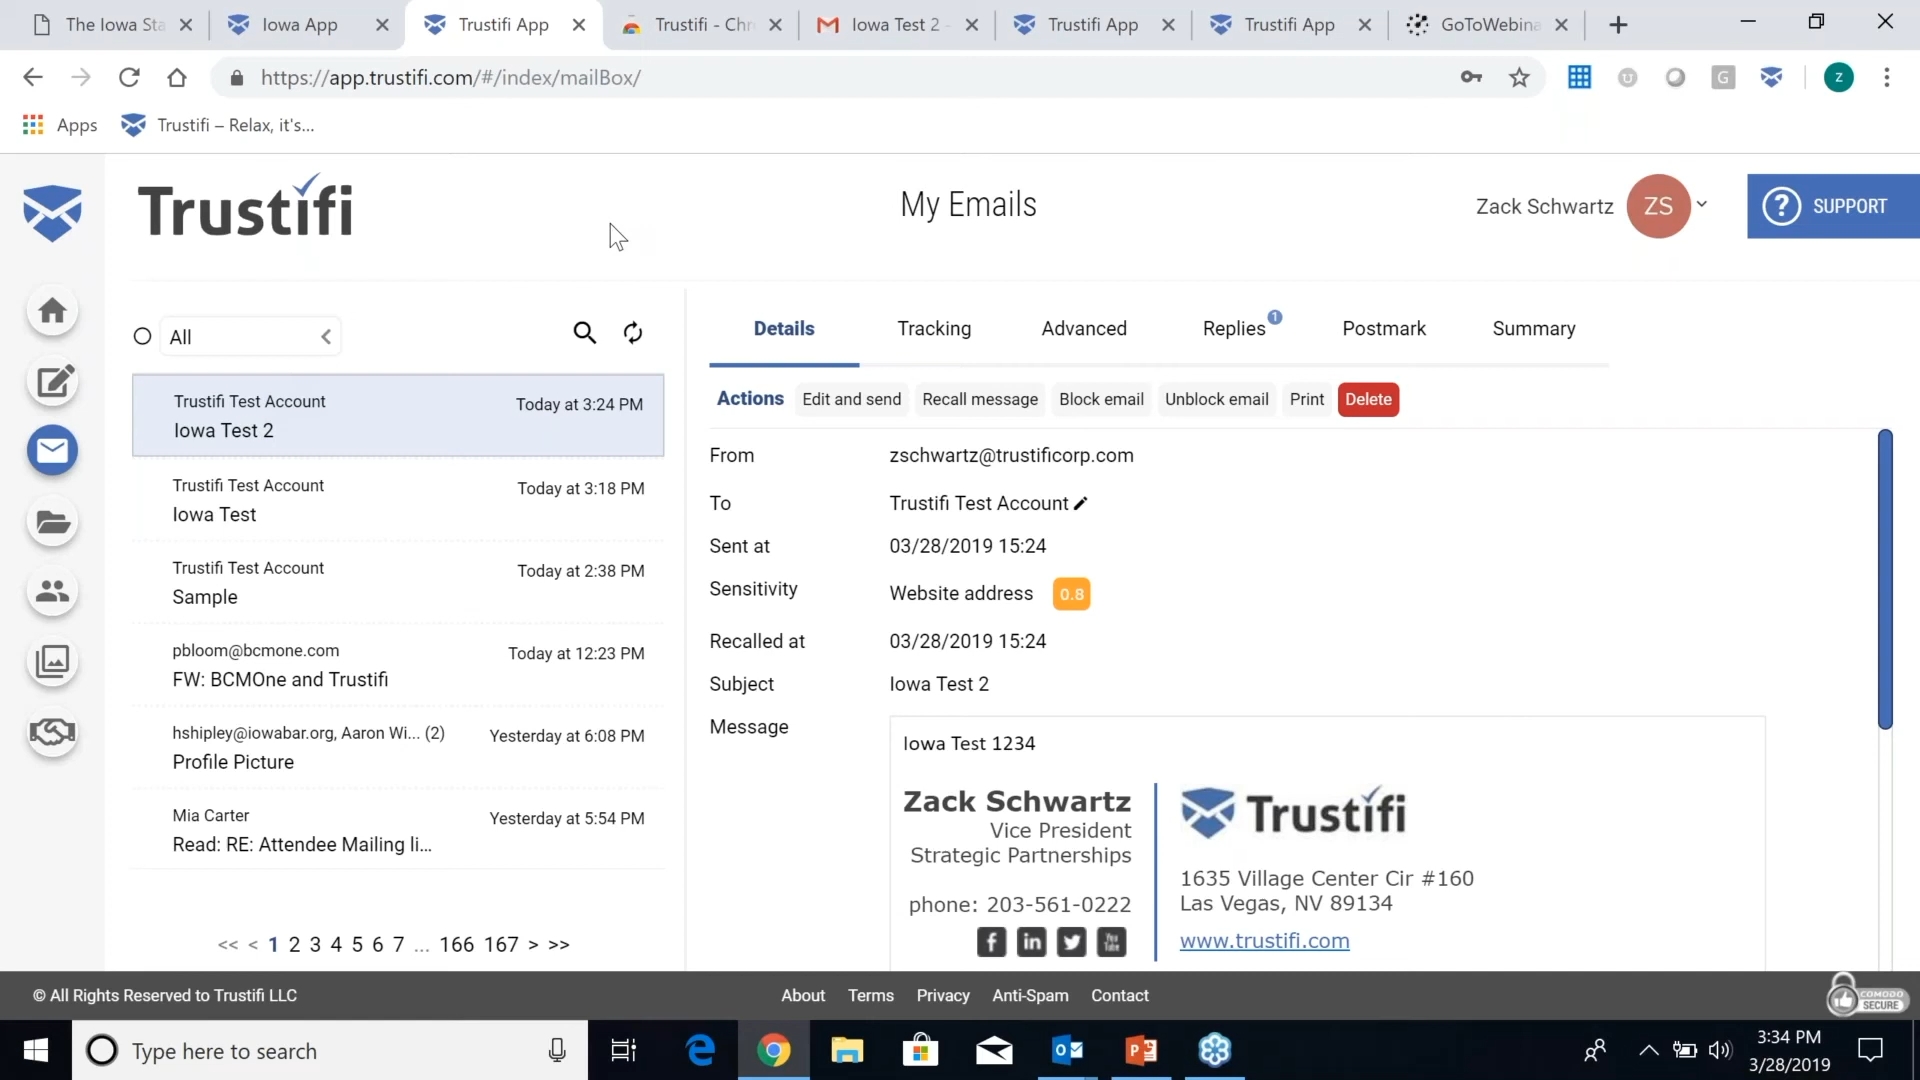 The Iowa Sta
Iowa App
Trustifi App
Trustifi - Chr
Iowa Test 2 -
Trustifi App
Trustifi App
GoToWebina
https://app.trustifi.com/#/index/mailBox/
G
Z
Apps
Trustifi – Relax, it's...
Trustifi
My Emails
Zack Schwartz
ZS
? SUPPORT
All
Details
Tracking
Advanced
Replies 1
Postmark
Summary
Actions
Edit and send
Recall message
Block email
Unblock email
Print
Delete
Trustifi Test Account
Today at 3:24 PM
Iowa Test 2
Trustifi Test Account
Today at 3:18 PM
Iowa Test
Trustifi Test Account
Today at 2:38 PM
Sample
pbloom@bcmone.com
Today at 12:23 PM
FW: BCMOne and Trustifi
hshipley@iowabar.org, Aaron Wi... (2)
Yesterday at 6:08 PM
Profile Picture
Mia Carter
Yesterday at 5:54 PM
Read: RE: Attendee Mailing li...
<< < 1 2 3 4 5 6 7 ... 166 167 > >>
From zschwartz@trustificorp.com
To Trustifi Test Account
Sent at 03/28/2019 15:24
Sensitivity Website address 0.8
Recalled at 03/28/2019 15:24
Subject Iowa Test 2
Message
Iowa Test 1234
Zack Schwartz
Vice President
Strategic Partnerships
phone: 203-561-0222
f in You Tube
Trustifi
1635 Village Center Cir #160
Las Vegas, NV 89134
www.trustifi.com
© All Rights Reserved to Trustifi LLC
About
Terms
Privacy
Anti-Spam
Contact
COMODO
SECURE
Type here to search
3:34 PM
3/28/2019